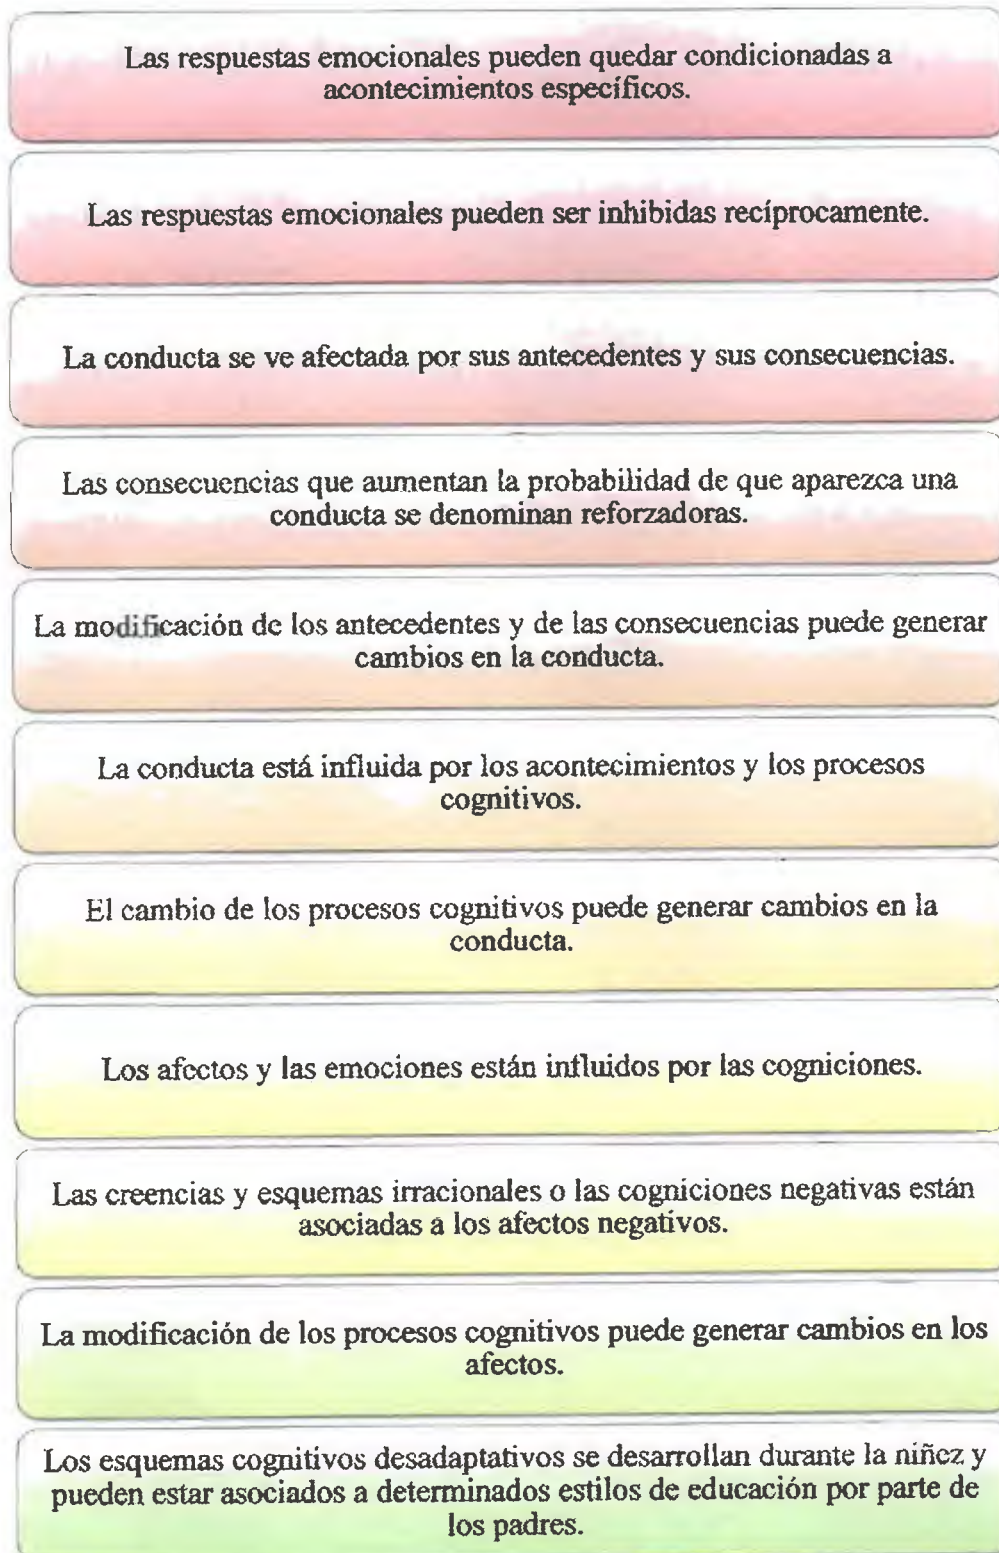 Las respuestas emocionales pueden quedar condicionadas a
acontecimientos específicos.
Las respuestas emocionales pueden ser inhibidas recíprocamente.
La conducta se ve afectada por sus antecedentes y sus consecuencias.
Las consecuencias que aumentan la probabilidad de que aparezca una
conducta se denominan reforzadoras.
La modificación de los antecedentes y de las consecuencias puede generar
cambios en la conducta.
La conducta está influida por los acontecimientos y los procesos
cognitivos.
El cambio de los procesos cognitivos puede generar cambios en la
conducta.
Los afectos y las emociones están influidos por las cogniciones.
Las creencias y esquemas irracionales o las cogniciones negativas están
asociadas a los afectos negativos.
La modificación de los procesos cognitivos puede generar cambios en los
afectos.
Los esquemas cognitivos desadaptativos se desarrollan durante la niñez y
pueden estar asociados a determinados estilos de educación por parte de
los padres.